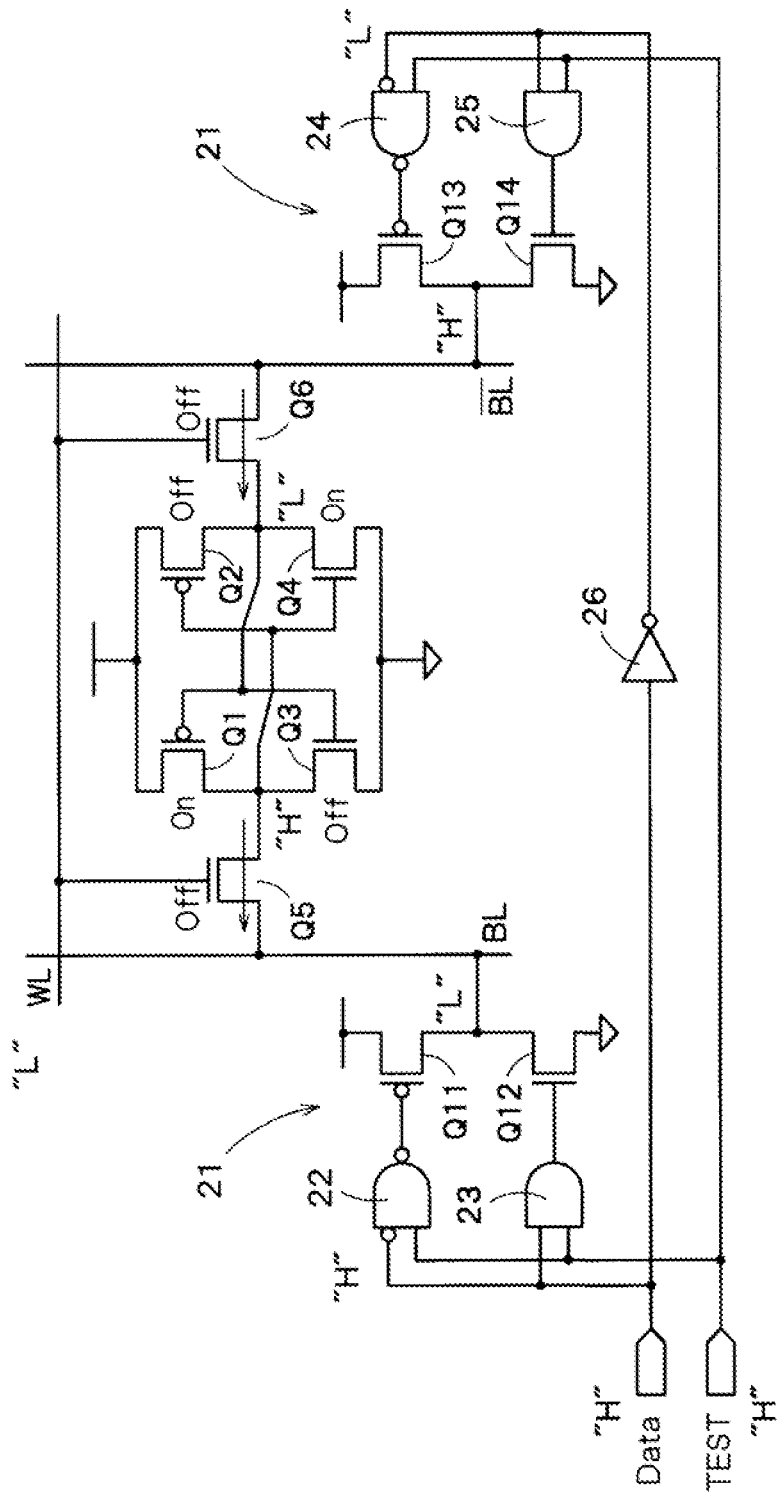 "L"
WL
Off
Off
On
Off
Q5
Q1
Q2
Q6
"H"
Q3
Q4
"L"
Off
On
21
21
22
Q11
"L"
BL
BL
"H"
Q13
24
"H"
"L"
23
Q12
Q14
25
"H"
Data
26
TEST
"H"